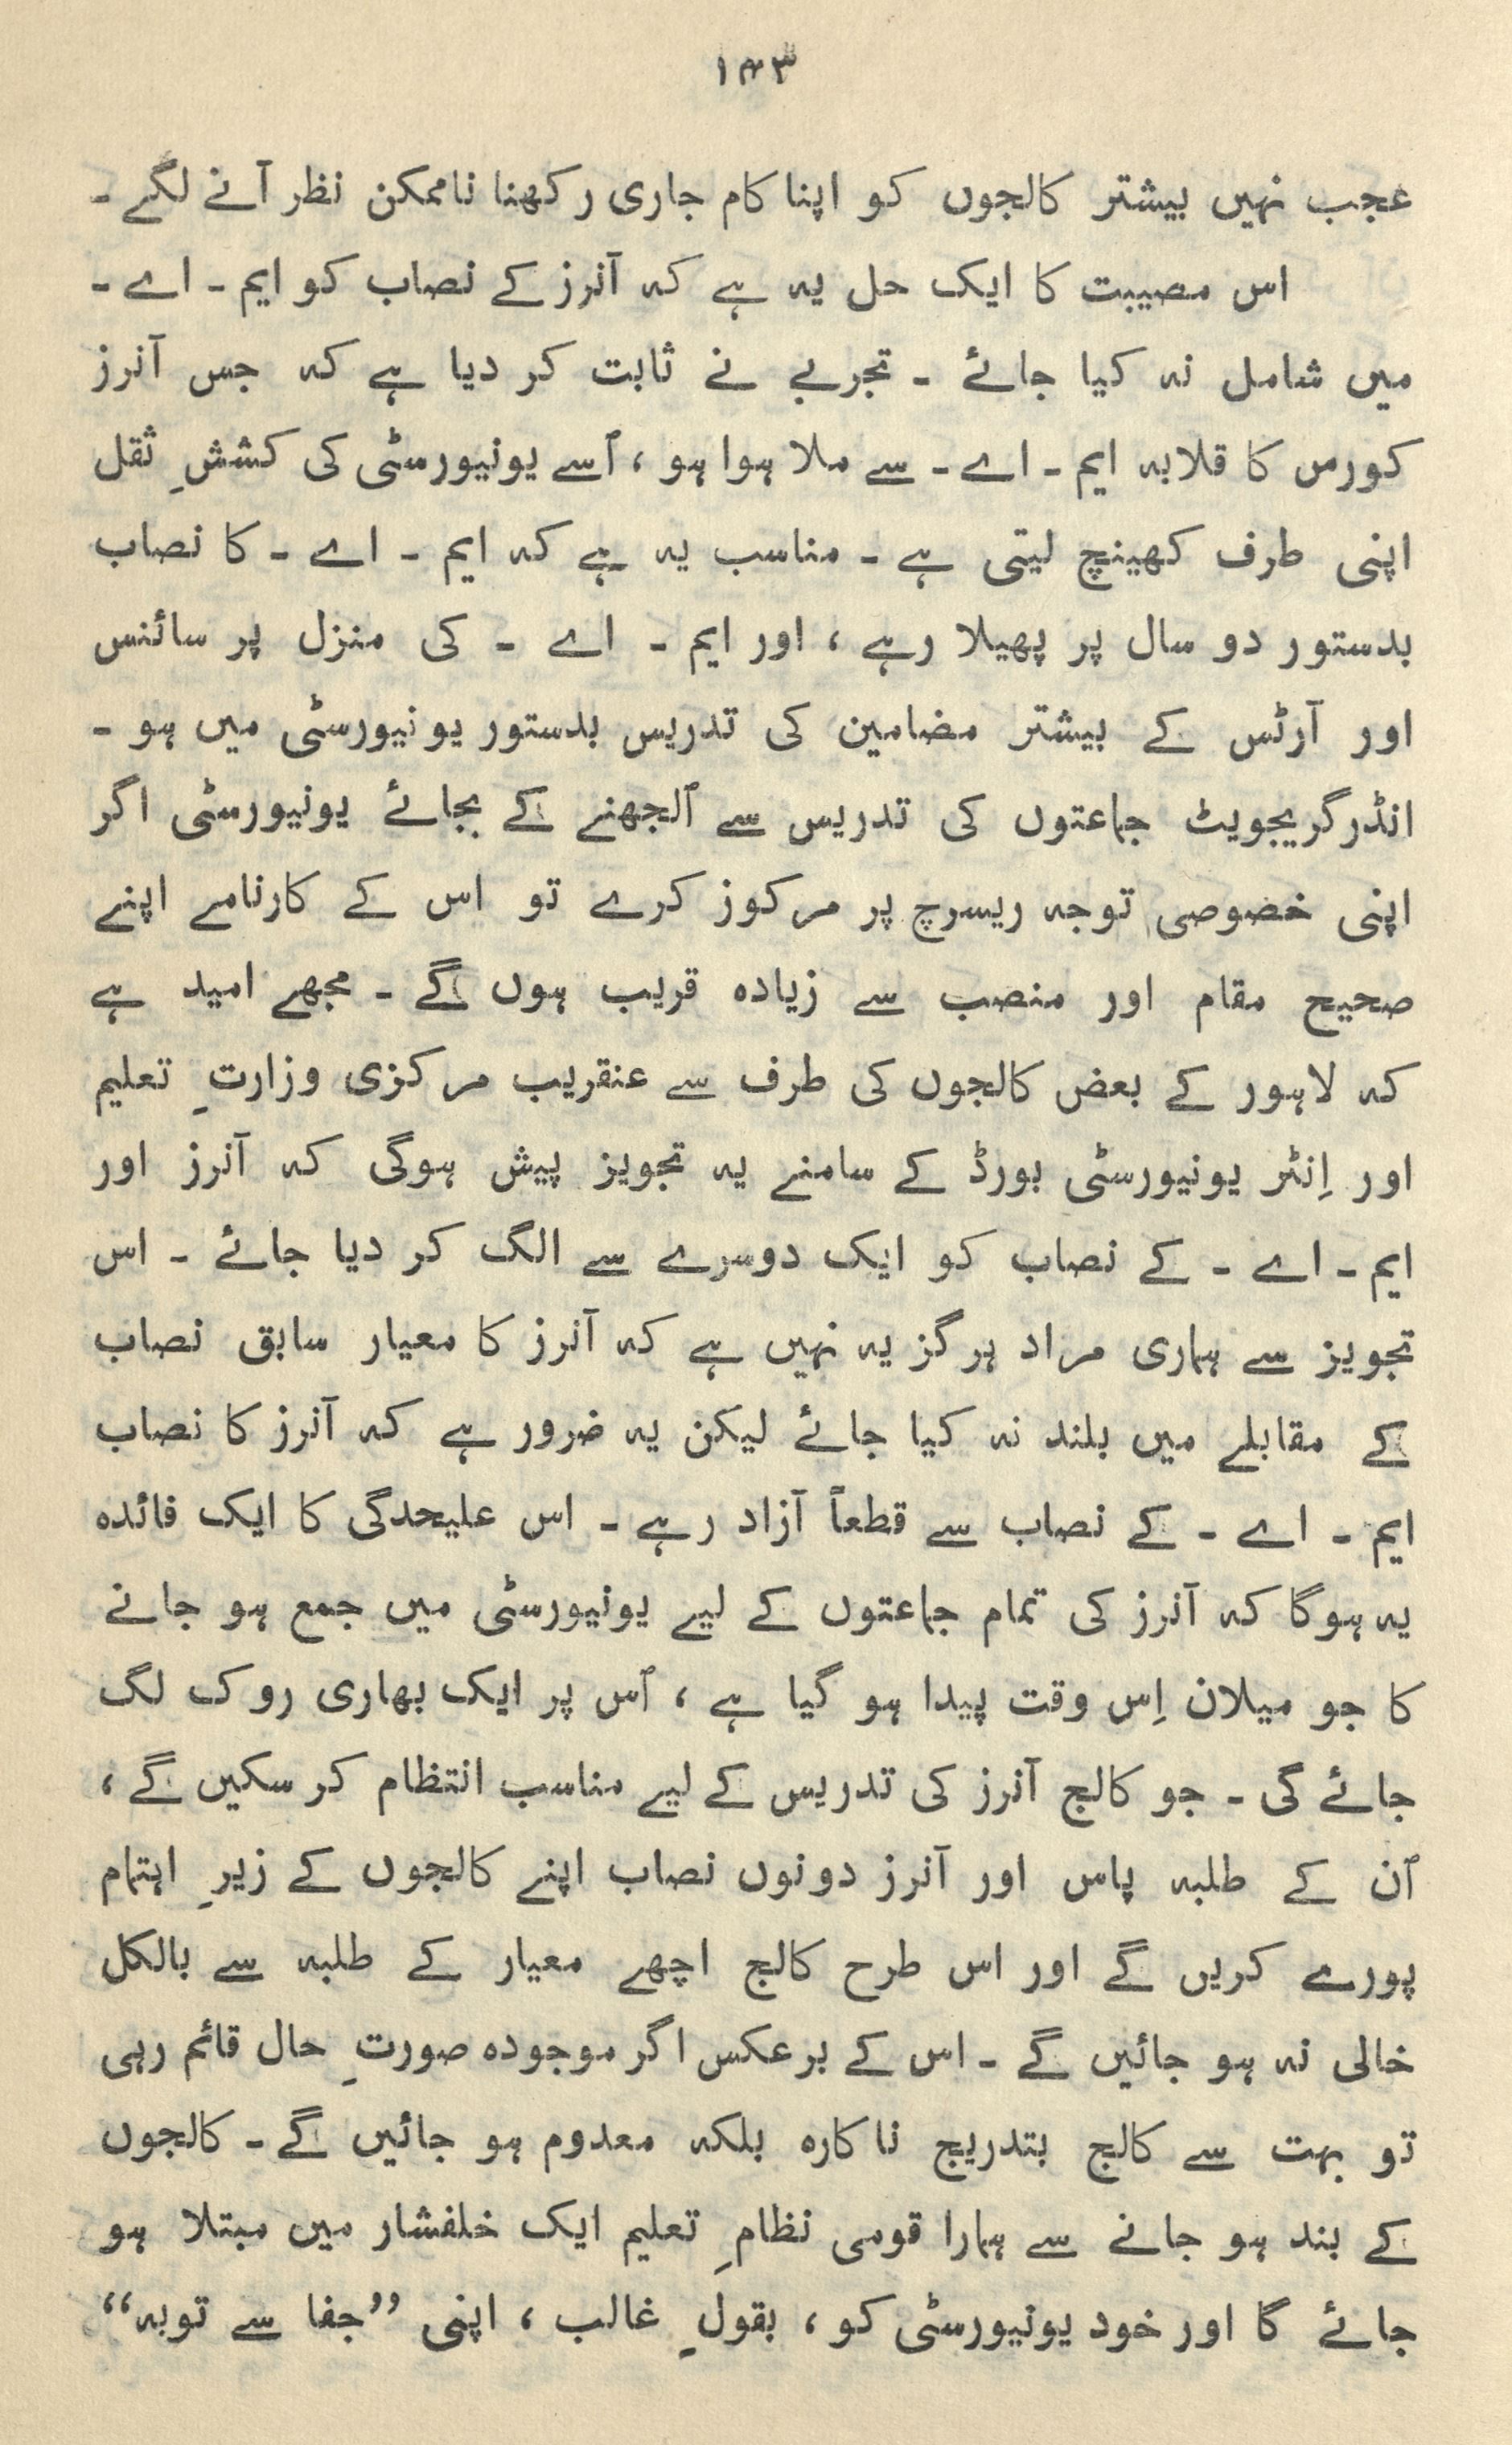 ۱۴۳
عجب نہیں بیشتر کالجوں کو اپنا کام جاری رکھنا ناممکن نظر آنے لگے ۔
اس مصیبت کا ایک حل یہ ہے کہ آنرز کے نصاب کو ایم ۔ اے ۔
میں شامل نہ کیا جائے ۔ تجربے نے ثابت کر دیا ہے کہ جس آنرز
کورس کا قلابہ ایم ۔ اے ۔ سے ملا ہوا ہو ، اُسے یونیورسٹی کی کششِ ثقل
اپنی طرف کھینچ لیتی ہے ۔ مناسب یہ ہے کہ ایم ۔ اے ۔ کا نصاب
بدستور دو سال پر پھیلا رہے ، اور ایم ۔ اے ۔ کی منزل پر سائنس
اور آرٹس کے بیشتر مضامین کی تدریس بدستور یونیورسٹی میں ہو ۔
انڈرگریجویٹ جماعتوں کی تدریس سے اُلجھنے کے بجائے یونیورسٹی اگر
اپنی خصوصی توجہ ریسرچ پر مرکوز کرے تو اس کے کارنامے اپنے
صحیح مقام اور منصب سے زیادہ قریب ہوں گے ۔ مجھے امید ہے
کہ لاہور کے بعض کالجوں کی طرف سے عنقریب مرکزی وزارتِ تعلیم
اور اِنٹر یونیورسٹی بورڈ کے سامنے یہ تجویز پیش ہوگی کہ آنرز اور
ایم ۔ اے ۔ کے نصاب کو ایک دوسرے سے الگ کر دیا جائے ۔ اس
تجویز سے ہماری مراد ہرگز یہ نہیں ہے کہ آنرز کا معیار سابق نصاب
کے مقابلے میں بلند نہ کیا جائے لیکن یہ ضرور ہے کہ آنرز کا نصاب
ایم ۔ اے ۔ کے نصاب سے قطعاً آزاد رہے ۔ اس علیحدگی کا ایک فائدہ
یہ ہوگا کہ آنرز کی تمام جماعتوں کے لیے یونیورسٹی میں جمع ہو جانے
کا جو میلان اِس وقت پیدا ہو گیا ہے ، اُس پر ایک بھاری روک لگ
جائے گی ۔ جو کالج آنرز کی تدریس کے لیے مناسب انتظام کر سکیں گے ،
اُن کے طلبہ پاس اور آنرز دونوں نصاب اپنے کالجوں کے زیرِ اہتمام
پورے کریں گے اور اس طرح کالج اچھے معیار کے طلبہ سے بالکل
خالی نہ ہو جائیں گے ۔ اس کے برعکس اگر موجودہ صورتِ حال قائم رہی
تو بہت سے کالج بتدریج ناکارہ بلکہ معدوم ہو جائیں گے ۔ کالجوں
کے بند ہو جانے سے ہمارا قومی نظامِ تعلیم ایک خلفشار میں مبتلا ہو
جائے گا اور خود یونیورسٹی کو ، بقولِ غالب ، اپنی ”جفا سے توبہ“